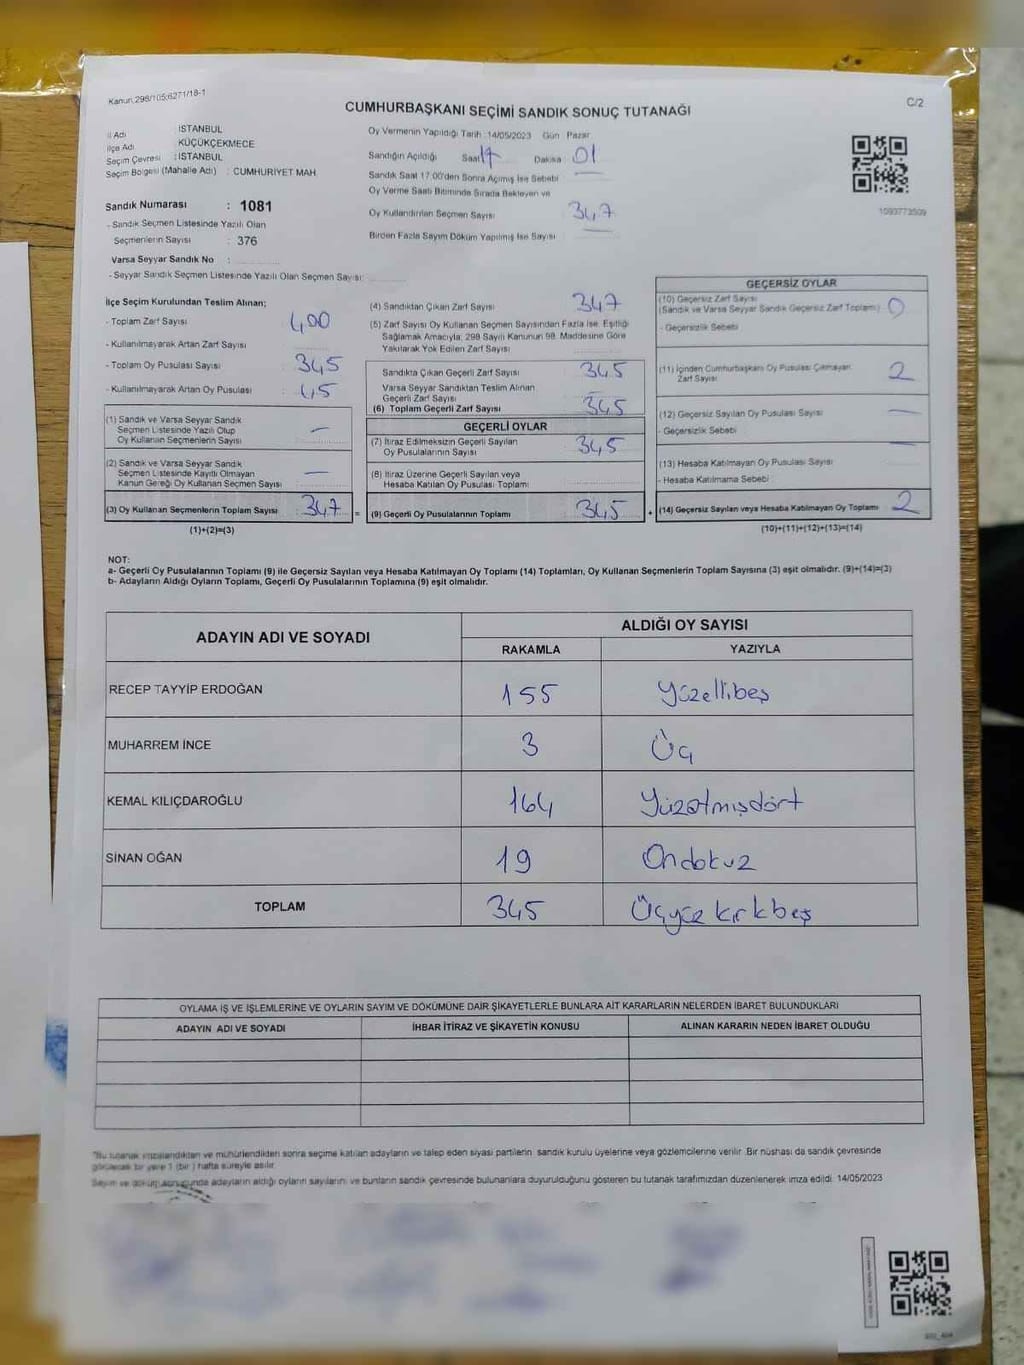 Kanun:298/105;6271/18-1
C/2
CUMHURBAŞKANI SEÇİMİ SANDIK SONUÇ TUTANAĞI
İl Adı : İSTANBUL
İlçe Adı : KÜÇÜKÇEKMECE
Seçim Çevresi : İSTANBUL
Seçim Bölgesi (Mahalle Adı) : CUMHURİYET MAH.
Sandık Numarası : 1081
- Sandık Seçmen Listesinde Yazılı Olan
Seçmenlerin Sayısı : 376
Varsa Seyyar Sandık No :
- Seyyar Sandık Seçmen Listesinde Yazılı Olan Seçmen Sayısı:
Oy Vermenin Yapıldığı Tarih :14/05/2023 Gün Pazar
Sandığın Açıldığı Saat 17 Dakika 01
Sandık Saat 17:00'den Sonra Açımış İse Sebebi —
Oy Verme Saati Bitiminde Sırada Bekleyen ve
Oy Kullandırılan Seçmen Sayısı 347
Birden Fazla Sayım Döküm Yapılmış İse Sayısı —
1593773509
İlçe Seçim Kurulundan Teslim Alınan;
- Toplam Zarf Sayısı 400
- Kullanılmayarak Artan Zarf Sayısı
- Toplam Oy Pusulası Sayısı : 345
- Kullanılmayarak Artan Oy Pusulası : 45
(1) Sandık ve Varsa Seyyar Sandık
Seçmen Listesinde Yazılı Olup
Oy Kullanan Seçmenlerin Sayısı —
(2) Sandık ve Varsa Seyyar Sandık
Seçmen Listesinde Kayıtlı Olmayan
Kanun Gereği Oy Kullanan Seçmen Sayısı —
(3) Oy Kullanan Seçmenlerin Toplam Sayısı : 347 =
(1)+(2)=(3)
(4) Sandıktan Çıkan Zarf Sayısı 347
(5) Zarf Sayısı Oy Kullanan Seçmen Sayısından Fazla İse, Eşitliği
Sağlamak Amacıyla; 298 Sayılı Kanunun 98. Maddesine Göre
Yakılarak Yok Edilen Zarf Sayısı
Sandıkta Çıkan Geçerli Zarf Sayısı 345
Varsa Seyyar Sandıktan Teslim Alınan
Geçerli Zarf Sayısı
(6) Toplam Geçerli Zarf Sayısı 345
GEÇERLİ OYLAR
(7) İtiraz Edilmeksizin Geçerli Sayılan
Oy Pusulalarının Sayısı 345
(8) İtiraz Üzerine Geçerli Sayılan veya
Hesaba Katılan Oy Pusulası Toplamı
(9) Geçerli Oy Pusulalarının Toplamı 345 +
GEÇERSİZ OYLAR
(10) Geçersiz Zarf Sayısı
(Sandık ve Varsa Seyyar Sandık Geçersiz Zarf Toplamı) 0
- Geçersizlik Sebebi
(11) İçinden Cumhurbaşkanı Oy Pusulası Çıkmayan
Zarf Sayısı 2
(12) Geçersiz Sayılan Oy Pusulası Sayısı —
- Geçersizlik Sebebi
(13) Hesaba Katılmayan Oy Pusulası Sayısı —
- Hesaba Katılmama Sebebi
(14) Geçersiz Sayılan veya Hesaba Katılmayan Oy Toplamı 2
(10)+(11)+(12)+(13)=(14)
NOT:
a- Geçerli Oy Pusulalarının Toplamı (9) ile Geçersiz Sayılan veya Hesaba Katılmayan Oy Toplamı (14) Toplamları, Oy Kullanan Seçmenlerin Toplam Sayısına (3) eşit olmalıdır. (9)+(14)=(3)
b- Adayların Aldığı Oyların Toplamı, Geçerli Oy Pusulalarının Toplamına (9) eşit olmalıdır.
ADAYIN ADI VE SOYADI ALDIĞI OY SAYISI
RAKAMLA YAZIYLA
RECEP TAYYİP ERDOĞAN 155 Yüzellibeş
MUHARREM İNCE 3 Üç
KEMAL KILIÇDAROĞLU 164 Yüzatmışdört
SİNAN OĞAN 19 Ondokuz
TOPLAM 345 Üçyüz kırkbeş
OYLAMA İŞ VE İŞLEMLERİNE VE OYLARIN SAYIM VE DÖKÜMÜNE DAİR ŞİKAYETLERLE BUNLARA AİT KARARLARIN NELERDEN İBARET BULUNDUKLARI
ADAYIN ADI VE SOYADI İHBAR İTİRAZ VE ŞİKAYETİN KONUSU ALINAN KARARIN NEDEN İBARET OLDUĞU
"Bu tutanak imzalandıktan ve mühürlendikten sonra seçime katılan adayların ve talep eden siyasi partilerin sandık kurulu üyelerine veya gözlemcilerine verilir. Bir nüshası da sandık çevresinde
görülecek bir yere 1 (bir ) hafta süreyle asılır.
Sayım ve döküm sonucunda adayların aldığı oyların sayılarını ve bunların sandık çevresinde bulunanlara duyurulduğunu gösteren bu tutanak tarafımızdan düzenlenerek imza edildi. 14/05/2023